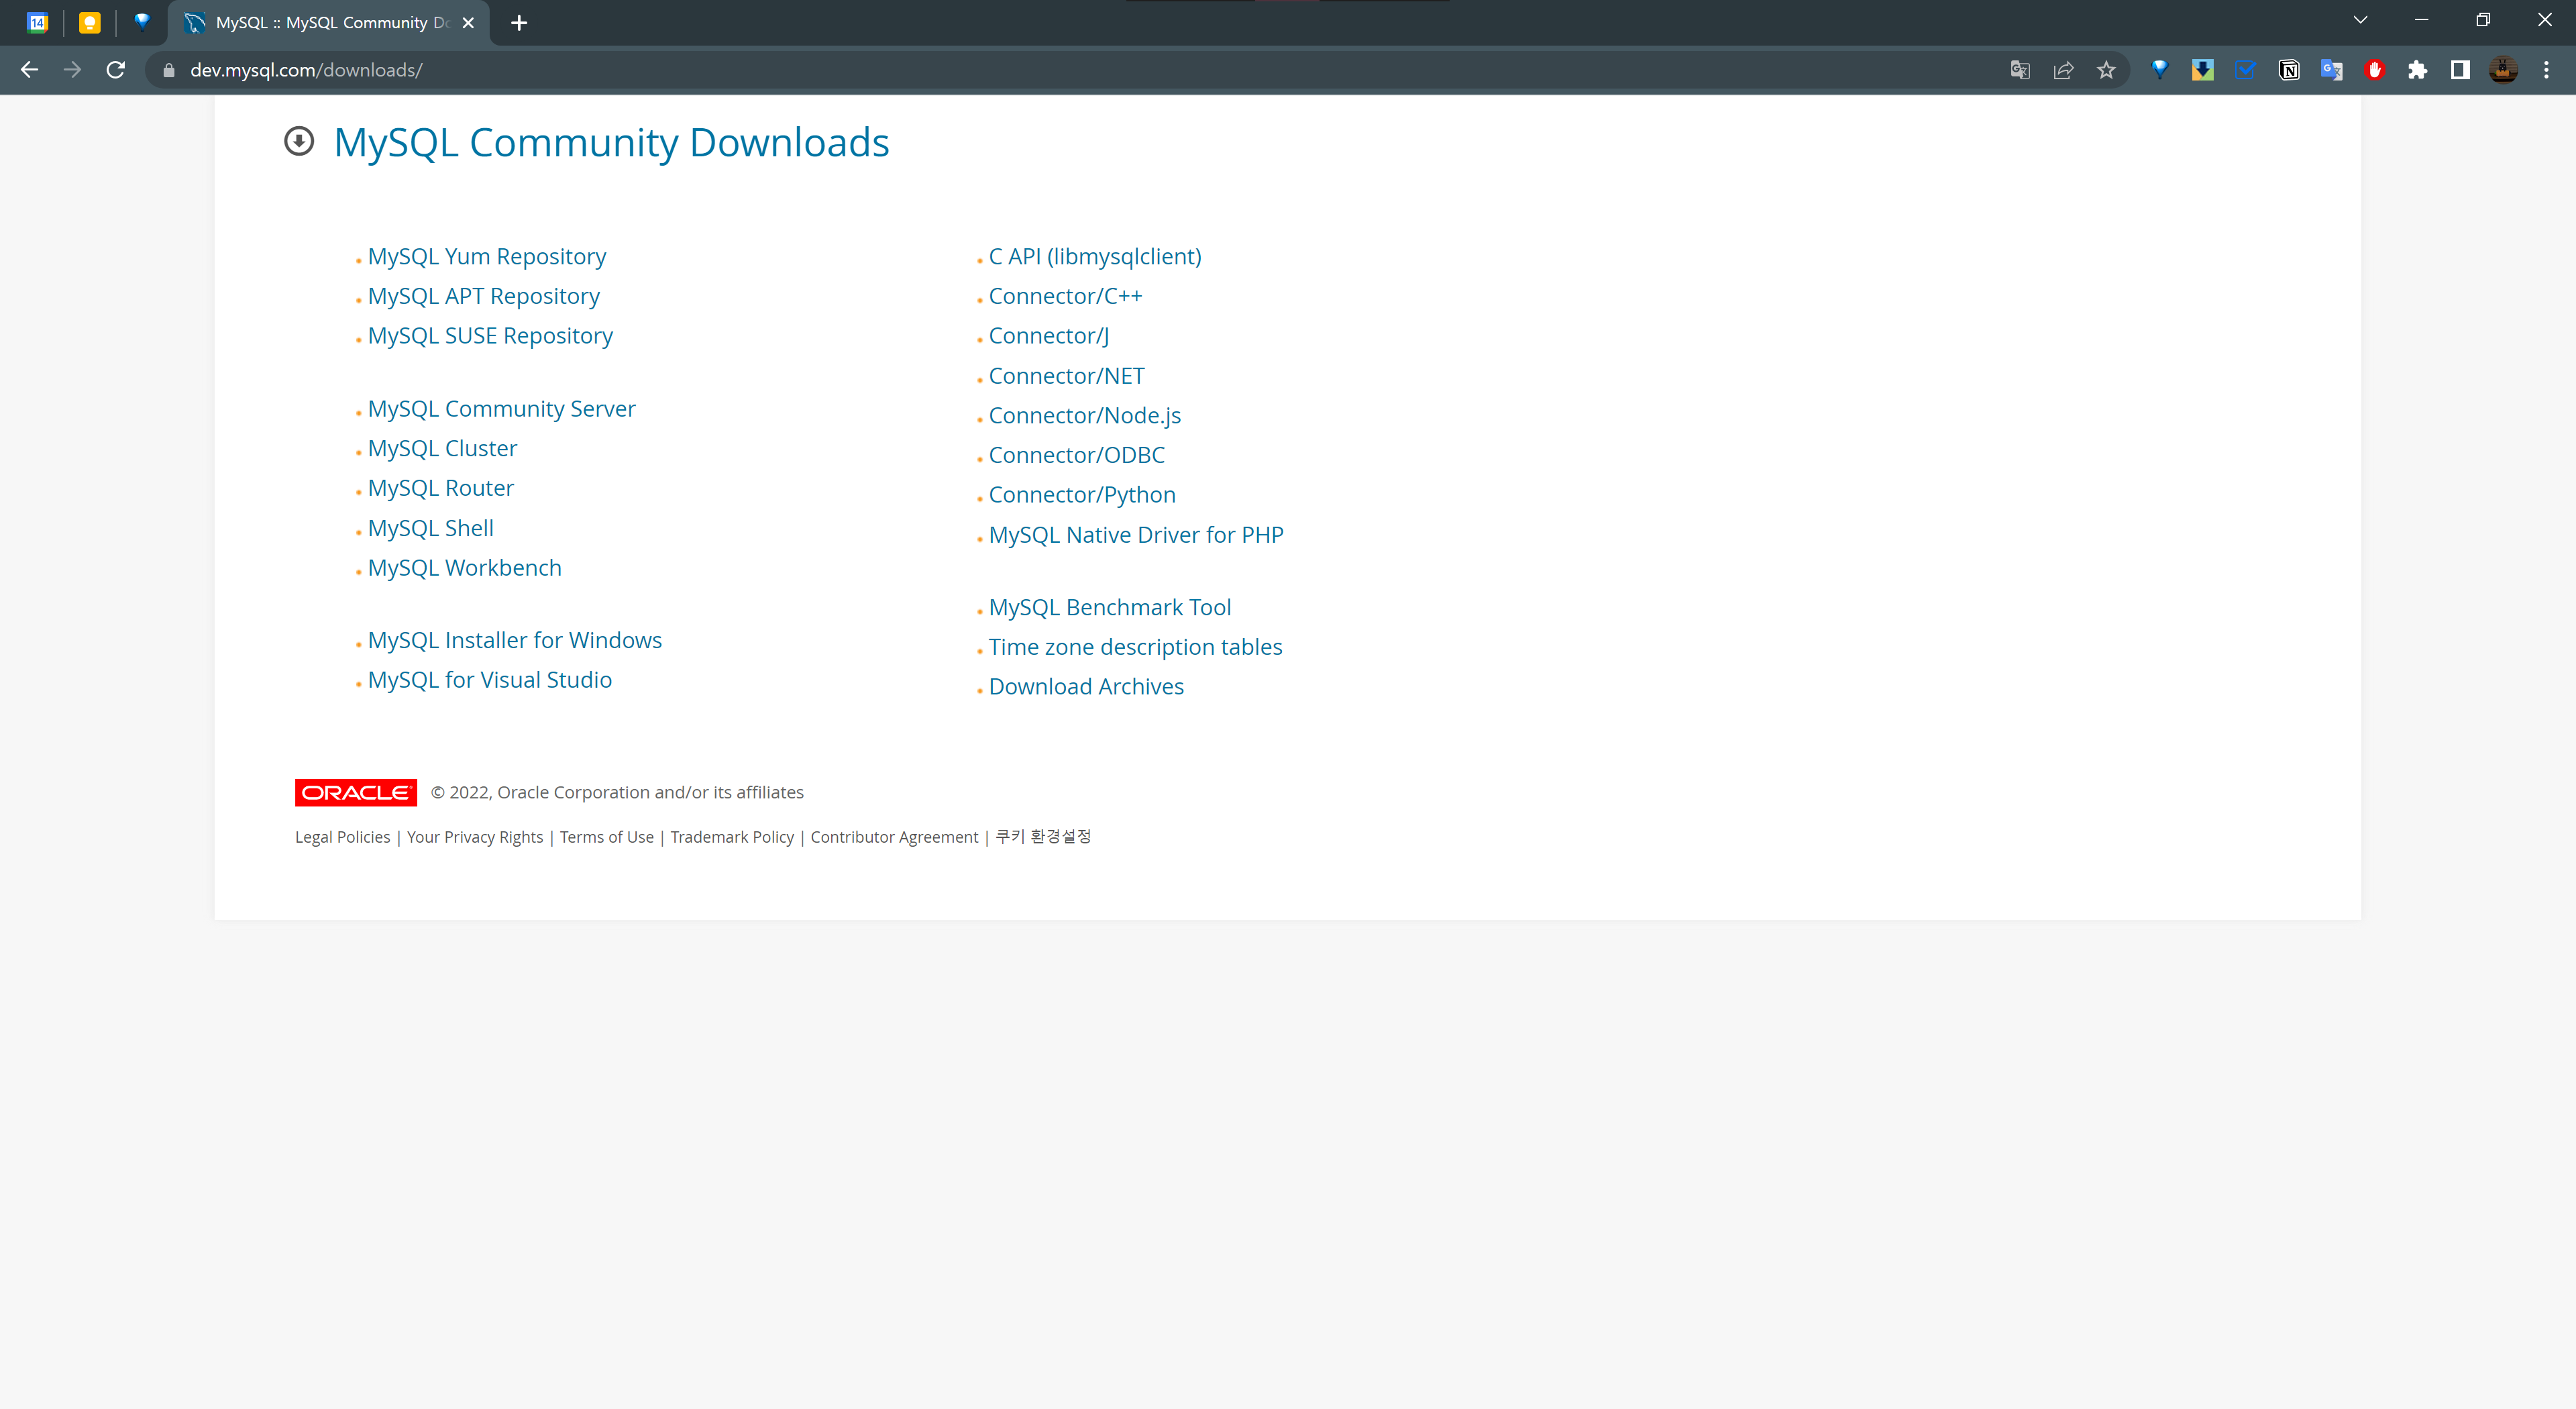 14
MySQL :: MySQL Community Do
dev.mysql.com/downloads/
MySQL Community Downloads
MySQL Yum Repository
MySQL APT Repository
MySQL SUSE Repository
MySQL Community Server
MySQL Cluster
MySQL Router
MySQL Shell
MySQL Workbench
MySQL Installer for Windows
MySQL for Visual Studio
C API (libmysqlclient)
Connector/C++
Connector/J
Connector/NET
Connector/Node.js
Connector/ODBC
Connector/Python
MySQL Native Driver for PHP
MySQL Benchmark Tool
Time zone description tables
Download Archives
ORACLE © 2022, Oracle Corporation and/or its affiliates
Legal Policies | Your Privacy Rights | Terms of Use | Trademark Policy | Contributor Agreement | 쿠키 환경설정